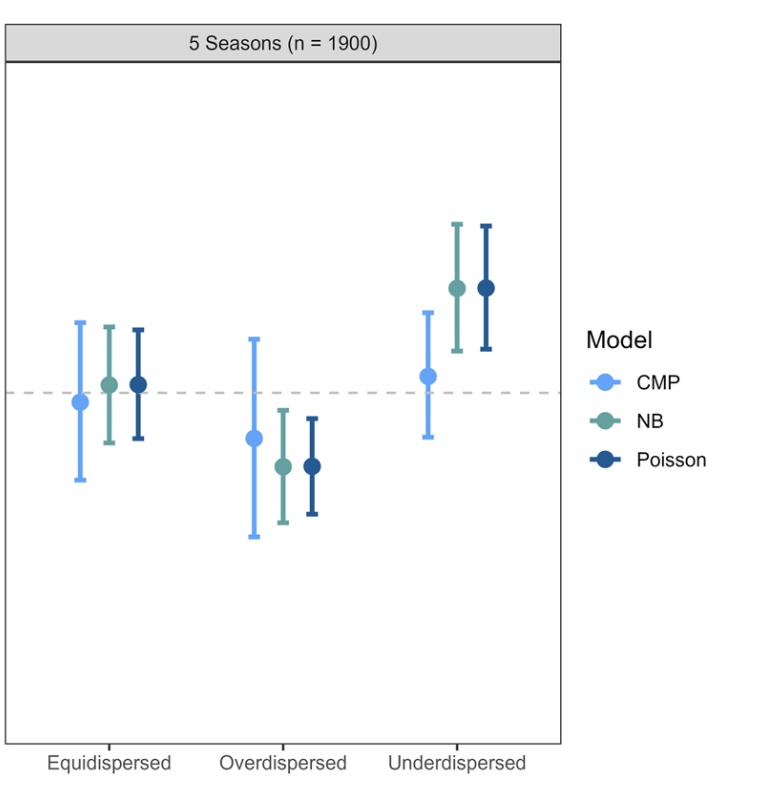 5 Seasons (n = 1900)
Model
CMP
NB
Poisson
Equidispersed Overdispersed Underdispersed